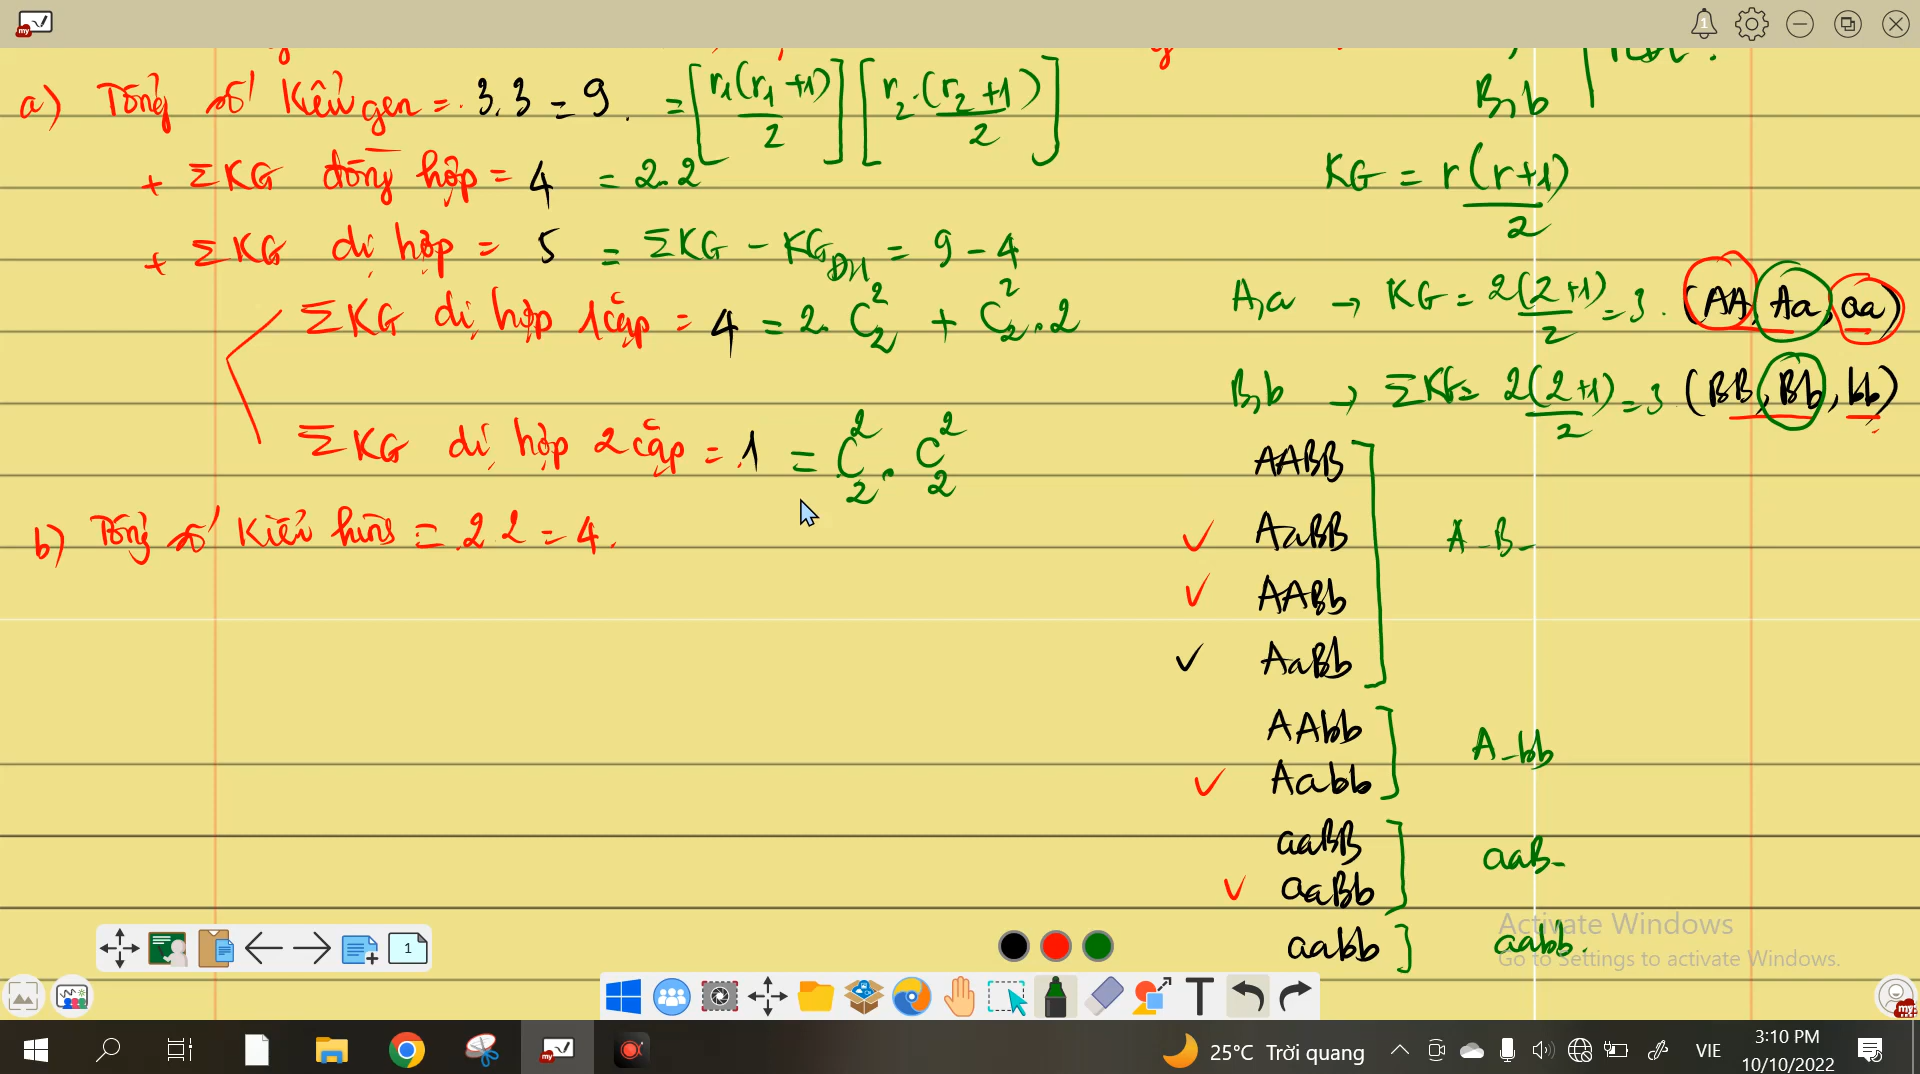 1
B,b
a) Tổng số kiểu gen = 3.3 = 9. = [r1(r1+1)/2] [r2.(r2+1)/2]
+ ΣKG đồng hợp = 4 = 2.2
KG = r(r+1)/2
+ ΣKG dị hợp = 5 = ΣKG - KG ĐH = 9 - 4
ΣKG dị hợp 1 cặp = 4 = 2. C²₂ + C²₂.2
A,a → KG = 2(2+1)/2 = 3. (AA, Aa, aa)
B,b → ΣKG = 2(2+1)/2 = 3 (BB, Bb, bb)
ΣKG dị hợp 2 cặp = 1 = C²₂ . C²₂
b) Tổng số kiểu hình = 2.2 = 4.
AABB
✓ AaBB A-B-
✓ AABb
✓ AaBb
AAbb A-bb
✓ Aabb
aaBB aaB-
✓ aaBb
aabb aabb.
Activate Windows
Go to Settings to activate Windows.
1
T
25°C Trời quang
VIE
3:10 PM
10/10/2022